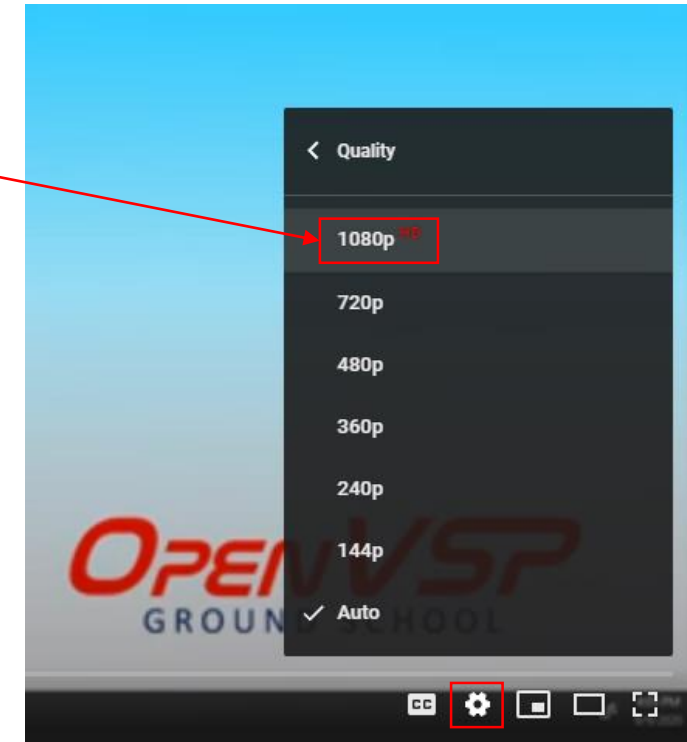 Quality
1080p HD
720p
480p
360p
240p
144p
Auto
OPENVSP
GROUND SCHOOL
CC